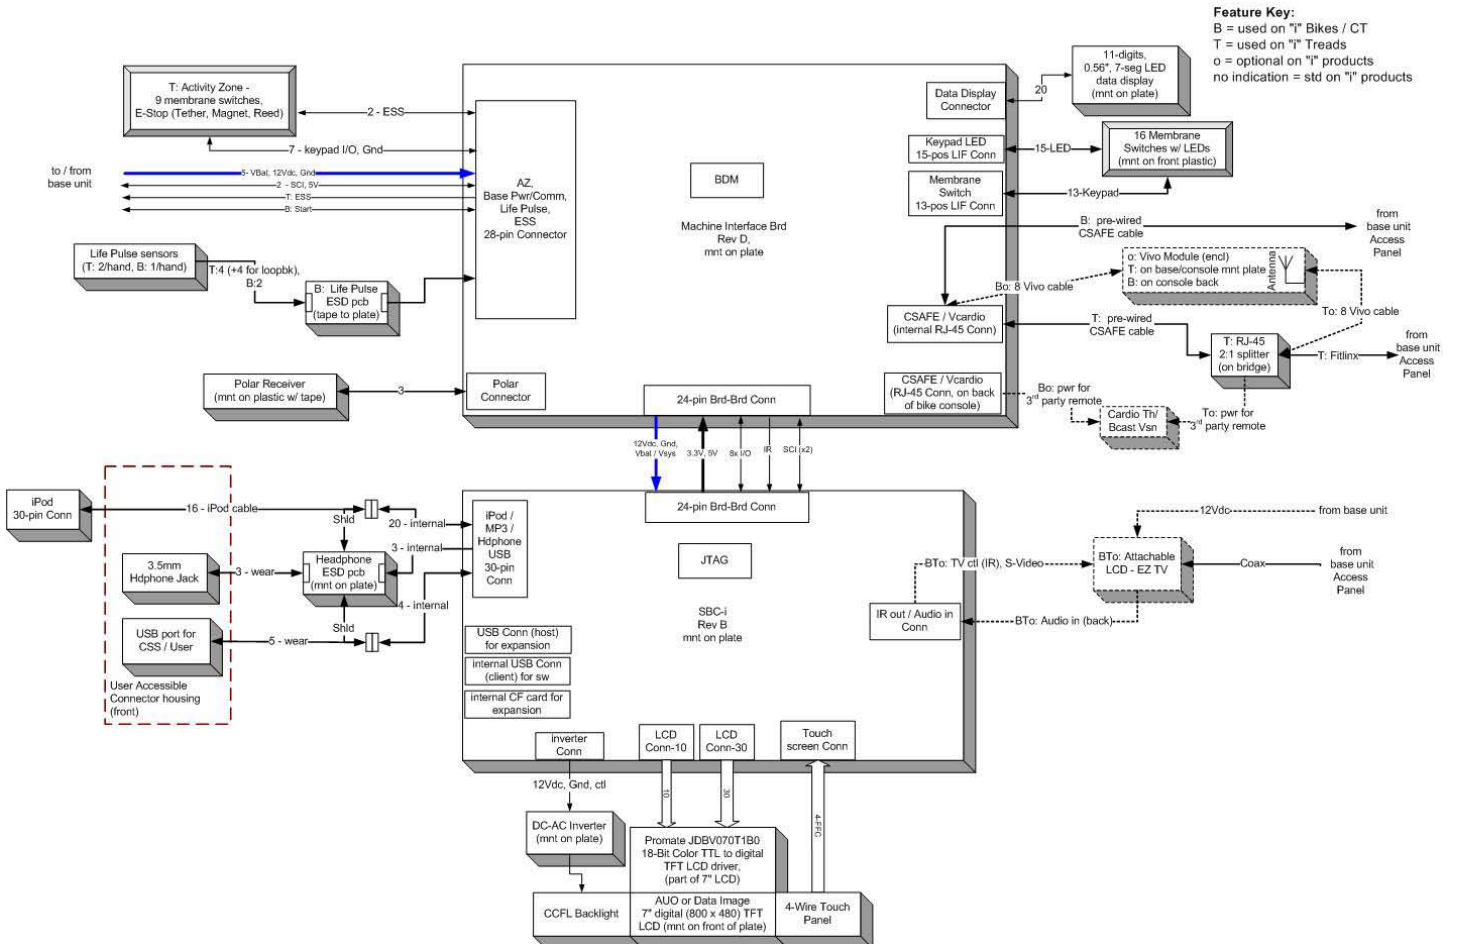 Feature Key:
B = used on "i" Bikes / CT
T = used on "i" Treads
o = optional on "i" products
no indication = std on "i" products
11-digits,
0.56", 7-seg LED
data display
(mnt on plate)
20
Data Display
Connector
T: Activity Zone -
9 membrane switches,
E-Stop (Tether, Magnet, Reed)
2 - ESS
7 - keypad I/O, Gnd
Keypad LED
15-pos LIF Conn
15-LED
16 Membrane
Switches w/ LEDs
(mnt on front plastic)
to / from
base unit
5- VBat, 12Vdc, Gnd
2 - SCI, 5V
T: ESS
B: Start
AZ,
Base Pwr/Comm,
Life Pulse,
ESS
28-pin Connector
BDM
Machine Interface Brd
Rev D,
mnt on plate
Membrane
Switch
13-pos LIF Conn
13-Keypad
B: pre-wired
CSAFE cable
from
base unit
Access
Panel
Life Pulse sensors
(T: 2/hand, B: 1/hand)
T:4 (+4 for loopbk),
B:2
B: Life Pulse
ESD pcb
(tape to plate)
o: Vivo Module (encl)
T: on base/console mnt plate
B: on console back
Antenna
Bo: 8 Vivo cable
To: 8 Vivo cable
CSAFE / Vcardio
(internal RJ-45 Conn)
T: pre-wired
CSAFE cable
T: RJ-45
2:1 splitter
(on bridge)
T: Fitlinx
from
base unit
Access
Panel
Polar Receiver
(mnt on plastic w/ tape)
3
Polar
Connector
24-pin Brd-Brd Conn
CSAFE / Vcardio
(RJ-45 Conn, on back
of bike console)
Bo: pwr for
3rd party remote
Cardio Th/
Bcast Vsn
To: pwr for
3rd party remote
12Vdc, Gnd,
Vbat / Vsys
3.3V, 5V
8x I/O
IR
SCI (x2)
24-pin Brd-Brd Conn
iPod
30-pin Conn
16 - iPod cable
Shld
20 - internal
3 - internal
iPod /
MP3 /
Hdphone
USB
30-pin
Conn
3.5mm
Hdphone Jack
3 - wear
Headphone
ESD pcb
(mnt on plate)
4 - internal
Shld
USB port for
CSS / User
5 - wear
User Accessible
Connector housing
(front)
JTAG
SBC-i
Rev B
mnt on plate
12Vdc
from base unit
BTo: TV ctl (IR), S-Video
BTo: Attachable
LCD - EZ TV
Coax
from
base unit
Access
Panel
IR out / Audio in
Conn
BTo: Audio in (back)
USB Conn (host)
for expansion
internal USB Conn
(client) for sw
internal CF card for
expansion
inverter
Conn
LCD
Conn-10
LCD
Conn-30
Touch
screen Conn
12Vdc, Gnd, ctl
10
30
4-FFC
DC-AC Inverter
(mnt on plate)
Promate JDBV070T1B0
18-Bit Color TTL to digital
TFT LCD driver,
(part of 7" LCD)
CCFL Backlight
AUO or Data Image
7" digital (800 x 480) TFT
LCD (mnt on front of plate)
4-Wire Touch
Panel